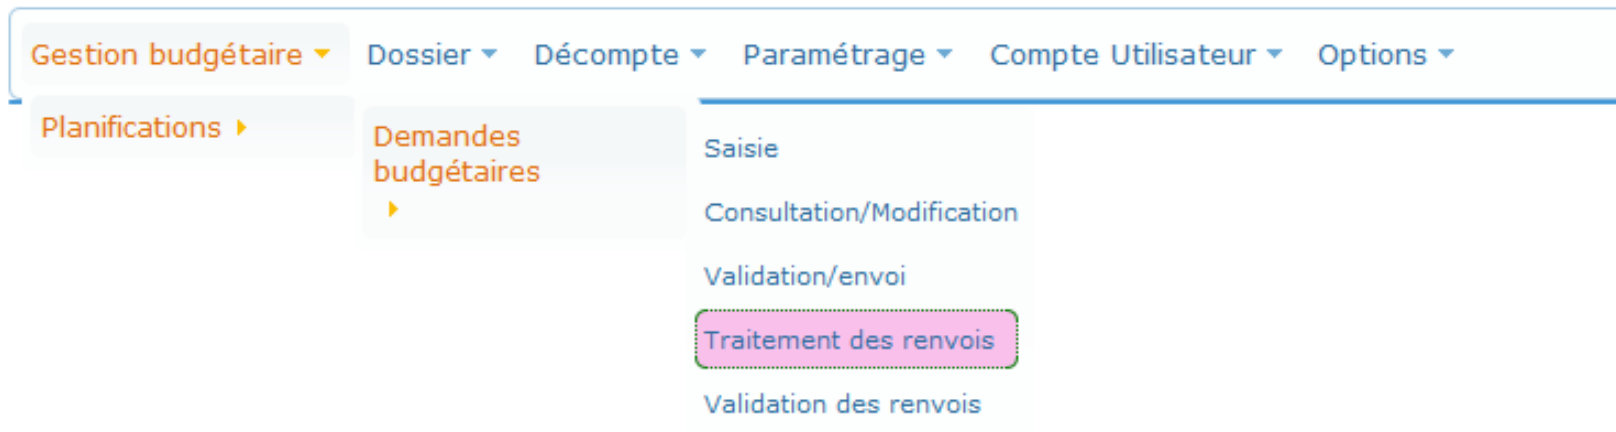 Gestion budgétaire Dossier Décompte Paramétrage Compte Utilisateur Options
Planifications
Demandes
budgétaires
Saisie
Consultation/Modification
Validation/envoi
Traitement des renvois
Validation des renvois